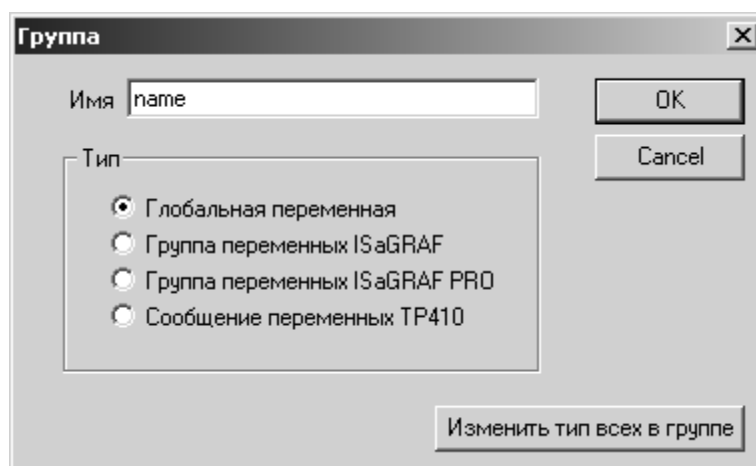 Группа
Имя name
OK
Cancel
Тип
Глобальная переменная
Группа переменных ISaGRAF
Группа переменных ISaGRAF PRO
Сообщение переменных TP410
Изменить тип всех в группе